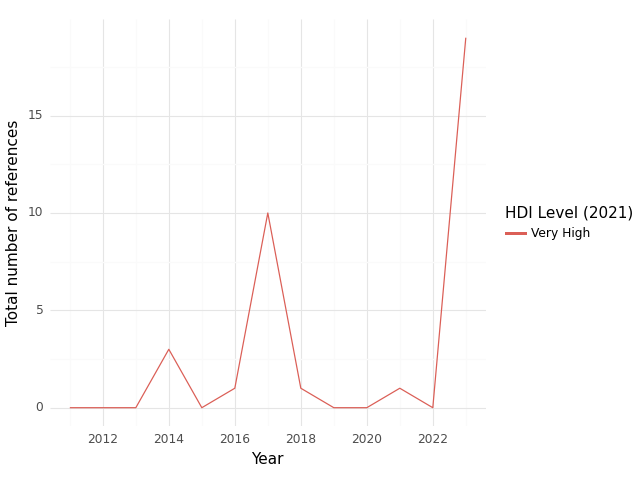 15
10
5
0
2012 2014 2016 2018 2020 2022
Year
Total number of references
HDI Level (2021)
Very High